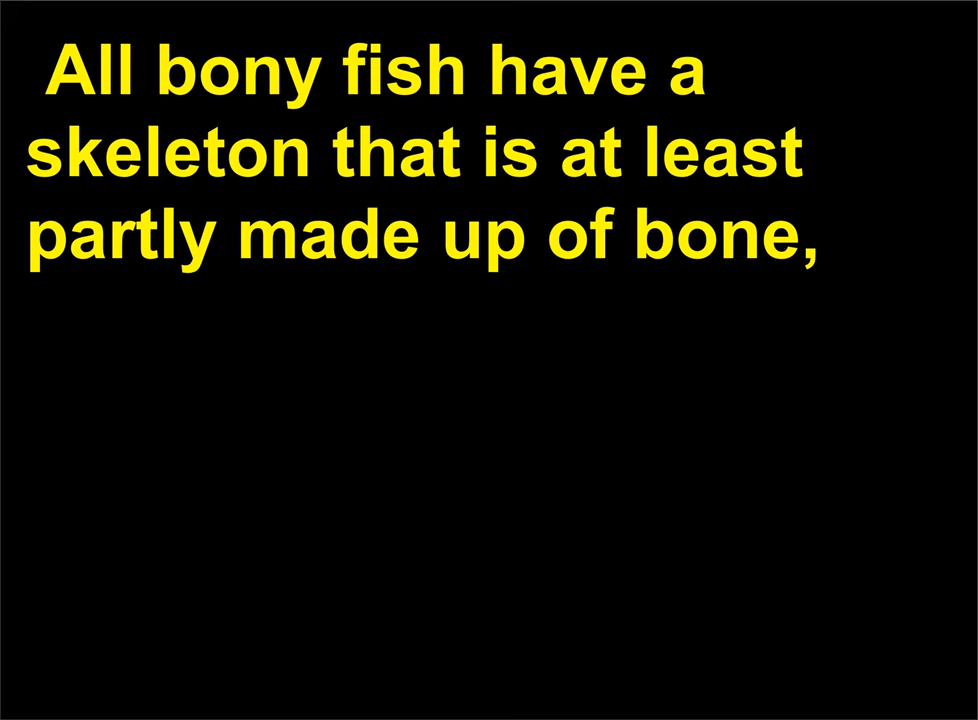 All bony fish have a
skeleton that is at least
partly made up of bone,